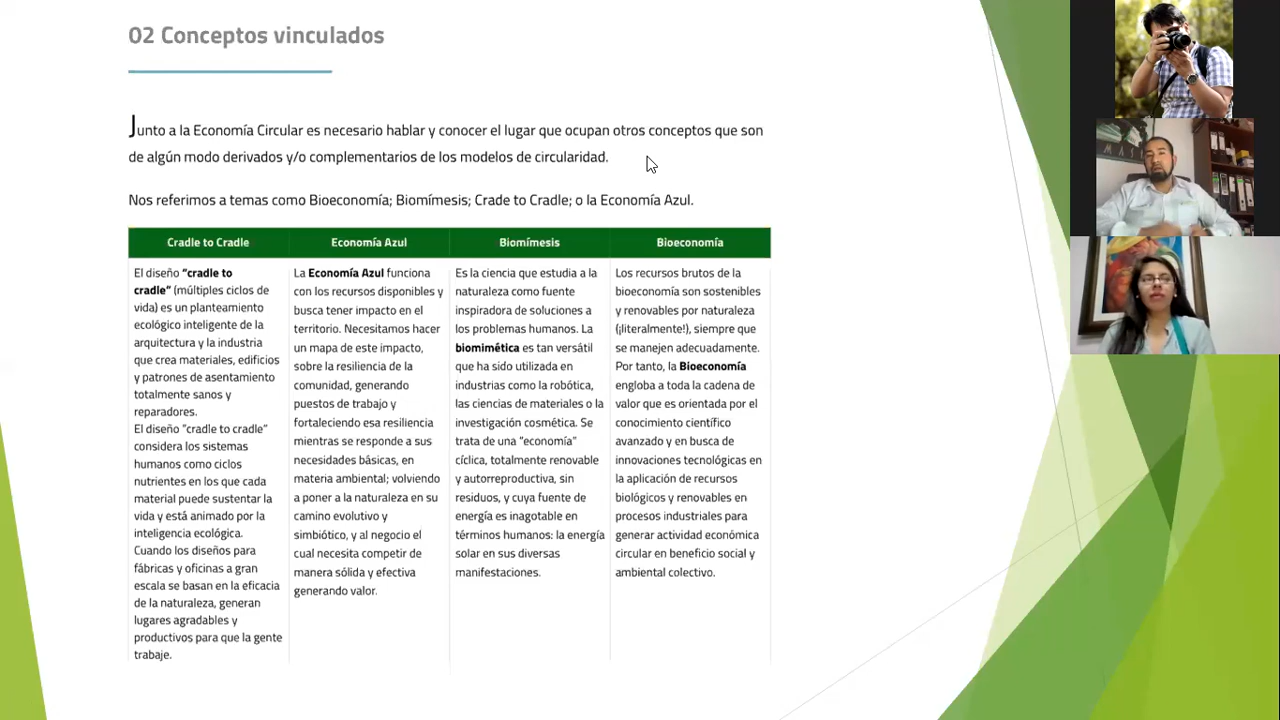 02 Conceptos vinculados
Junto a la Economía Circular es necesario hablar y conocer el lugar que ocupan otros conceptos que son
de algún modo derivados y/o complementarios de los modelos de circularidad.
Nos referimos a temas como Bioeconomía; Biomímesis; Crade to Cradle; o la Economía Azul.
Cradle to Cradle
El diseño “cradle to
cradle” (múltiples ciclos de
vida) es un planteamiento
ecológico inteligente de la
arquitectura y la industria
que crea materiales, edificios
y patrones de asentamiento
totalmente sanos y
reparadores.
El diseño “cradle to cradle”
considera los sistemas
humanos como ciclos
nutrientes en los que cada
material puede sustentar la
vida y está animado por la
inteligencia ecológica.
Cuando los diseños para
fábricas y oficinas a gran
escala se basan en la eficacia
de la naturaleza, generan
lugares agradables y
productivos para que la gente
trabaje.
Economía Azul
La Economía Azul funciona
con los recursos disponibles y
busca tener impacto en el
territorio. Necesitamos hacer
un mapa de este impacto,
sobre la resiliencia de la
comunidad, generando
puestos de trabajo y
fortaleciendo esa resiliencia
mientras se responde a sus
necesidades básicas, en
materia ambiental; volviendo
a poner a la naturaleza en su
camino evolutivo y
simbiótico, y al negocio el
cual necesita competir de
manera sólida y efectiva
generando valor.
Biomímesis
Es la ciencia que estudia a la
naturaleza como fuente
inspiradora de soluciones a
los problemas humanos. La
biomimética es tan versátil
que ha sido utilizada en
industrias como la robótica,
las ciencias de materiales o la
investigación cosmética. Se
trata de una “economía”
cíclica, totalmente renovable
y autorreproductiva, sin
residuos, y cuya fuente de
energía es inagotable en
términos humanos: la energía
solar en sus diversas
manifestaciones.
Bioeconomía
Los recursos brutos de la
bioeconomía son sostenibles
y renovables por naturaleza
(¡literalmente!), siempre que
se manejen adecuadamente.
Por tanto, la Bioeconomía
engloba a toda la cadena de
valor que es orientada por el
conocimiento científico
avanzado y en busca de
innovaciones tecnológicas en
la aplicación de recursos
biológicos y renovables en
procesos industriales para
generar actividad económica
circular en beneficio social y
ambiental colectivo.